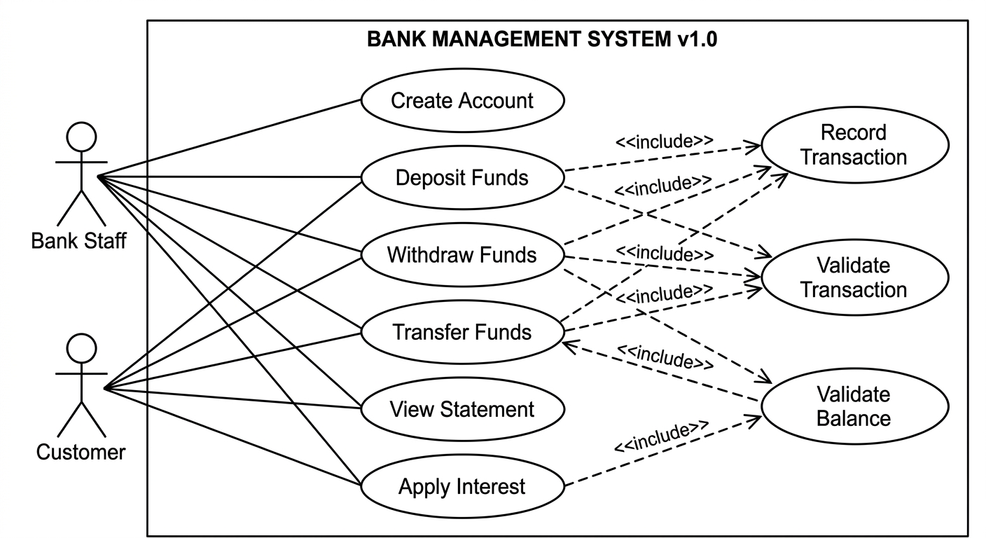 BANK MANAGEMENT SYSTEM v1.0
Create Account
Record
Transaction
<<include>>
Deposit Funds
<<include>>
Bank Staff
Withdraw Funds
<<include>>
Validate
Transaction
<<include>>
Transfer Funds
<<include>>
Customer
View Statement
Validate
Balance
<<include>>
Apply Interest